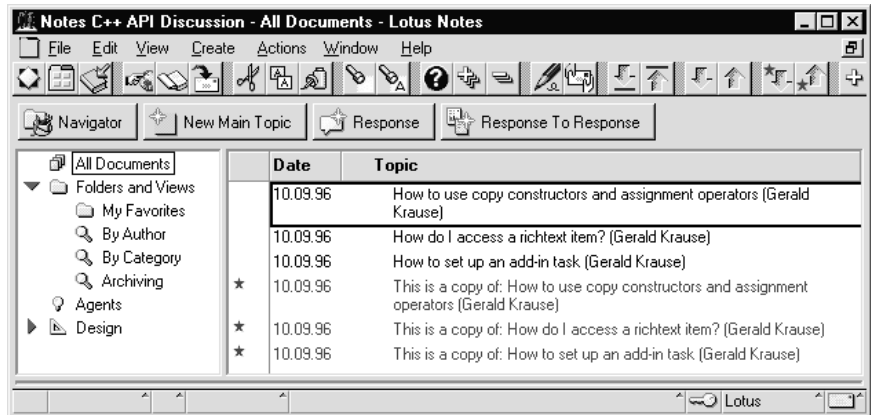 Notes C++ API Discussion - All Documents - Lotus Notes
File Edit View Create Actions Window Help
Navigator New Main Topic Response Response To Response
All Documents
Folders and Views
My Favorites
By Author
By Category
Archiving
Agents
Design
Date Topic
10.09.96 How to use copy constructors and assignment operators (Gerald
Krause)
10.09.96 How do I access a richtext item? (Gerald Krause)
10.09.96 How to set up an add-in task (Gerald Krause)
★ 10.09.96 This is a copy of: How to use copy constructors and assignment
operators (Gerald Krause)
★ 10.09.96 This is a copy of: How do I access a richtext item? (Gerald Krause)
★ 10.09.96 This is a copy of: How to set up an add-in task (Gerald Krause)
Lotus